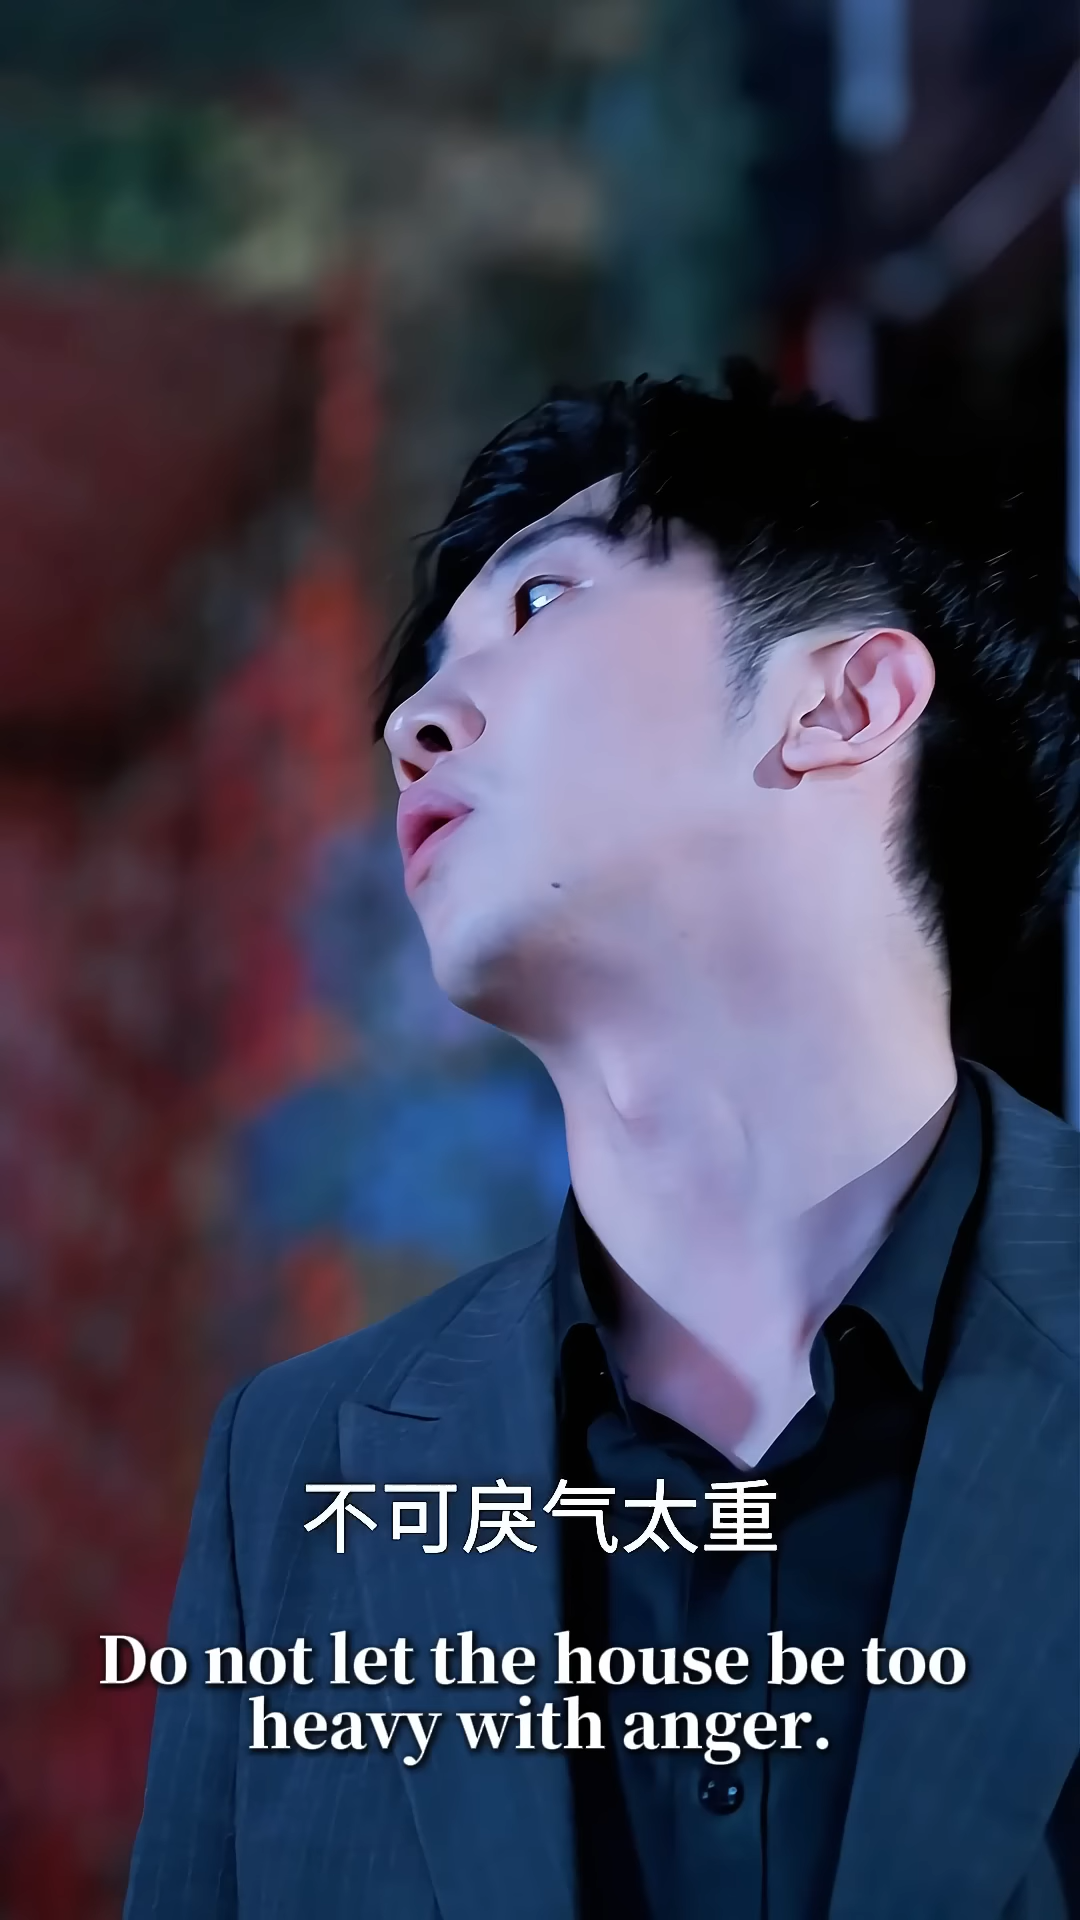 不可戾气太重
Do not let the house be too
heavy with anger.